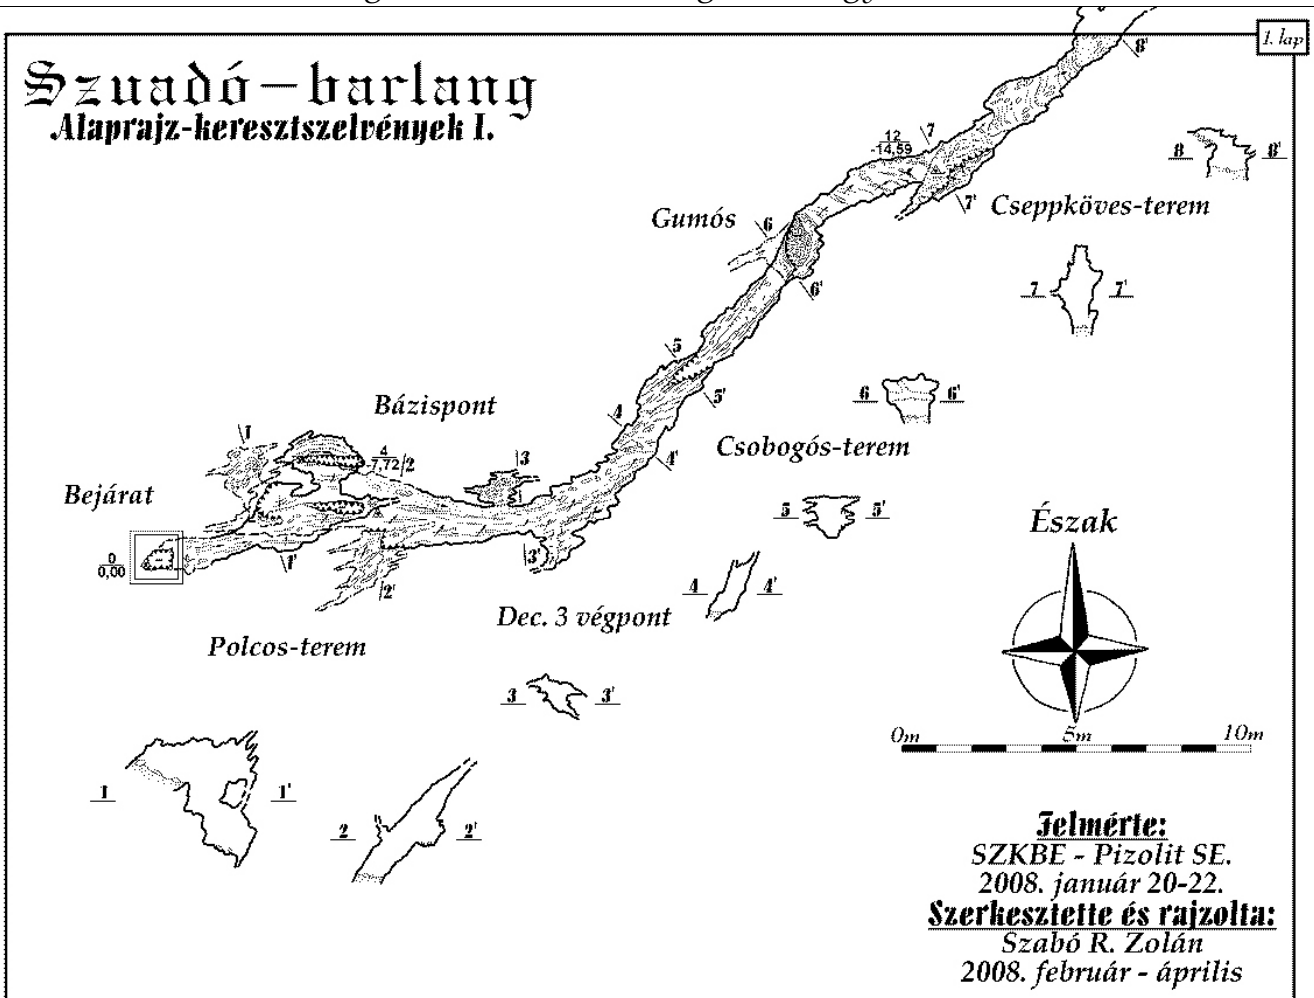 1. lap
Szuadó-barlang
Alaprajz-keresztszelvények I.
8'
12
-14,59
7
8 8'
7'
Cseppköves-terem
Gumós
6
6'
7 7'
5
5'
6 6'
Bázispont
4
Csobogós-terem
1
4
-7,72
2
3
4'
Bejárat
5 5'
Észak
0
0,00
1'
3'
2'
4 4'
Dec. 3 végpont
Polcos-terem
3 3'
0m 5m 10m
1 1'
2 2'
Felmérte:
SZKBE - Pizolit SE.
2008. január 20-22.
Szerkesztette és rajzolta:
Szabó R. Zolán
2008. február - április